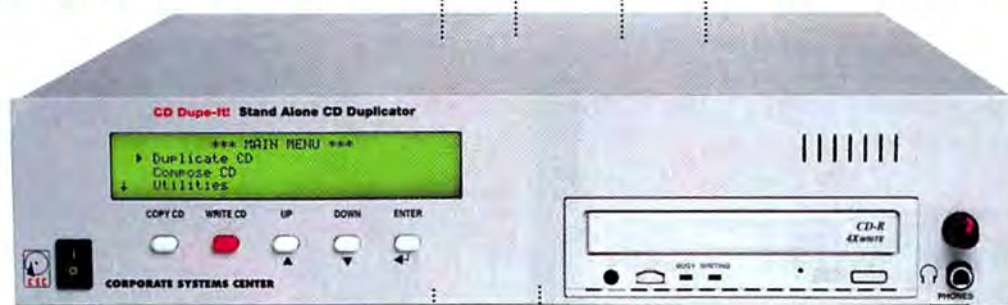 CD Dupe-It! Stand Alone CD Duplicator
*** MAIN MENU ***
Duplicate CD
Compose CD
Utilities
COPY CD WRITE CD UP DOWN ENTER
CD-R
4X WRITE
BUSY WRITING
CSC
CORPORATE SYSTEMS CENTER
PHONES